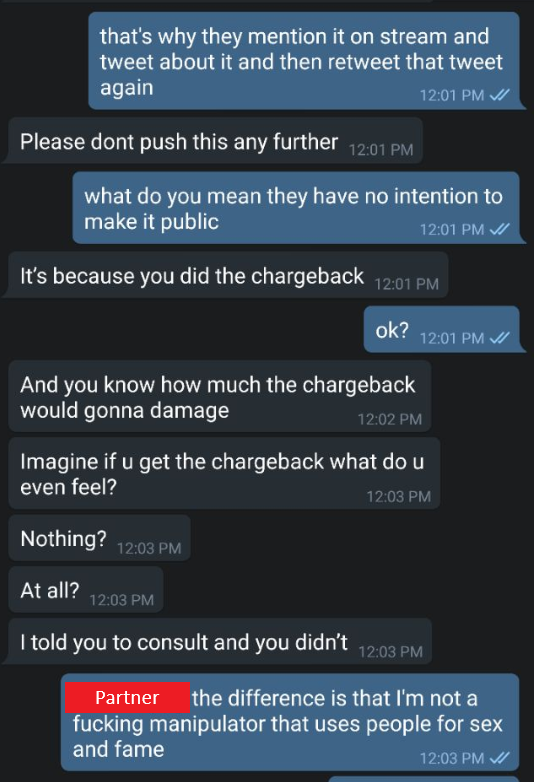 that's why they mention it on stream and
tweet about it and then retweet that tweet
again
12:01 PM
Please dont push this any further 12:01 PM
what do you mean they have no intention to
make it public
12:01 PM
It's because you did the chargeback 12:01 PM
ok? 12:01 PM
And you know how much the chargeback
would gonna damage
12:02 PM
Imagine if u get the chargeback what do u
even feel?
12:03 PM
Nothing? 12:03 PM
At all? 12:03 PM
I told you to consult and you didn't 12:03 PM
Partner the difference is that I'm not a
fucking manipulator that uses people for sex
and fame
12:03 PM